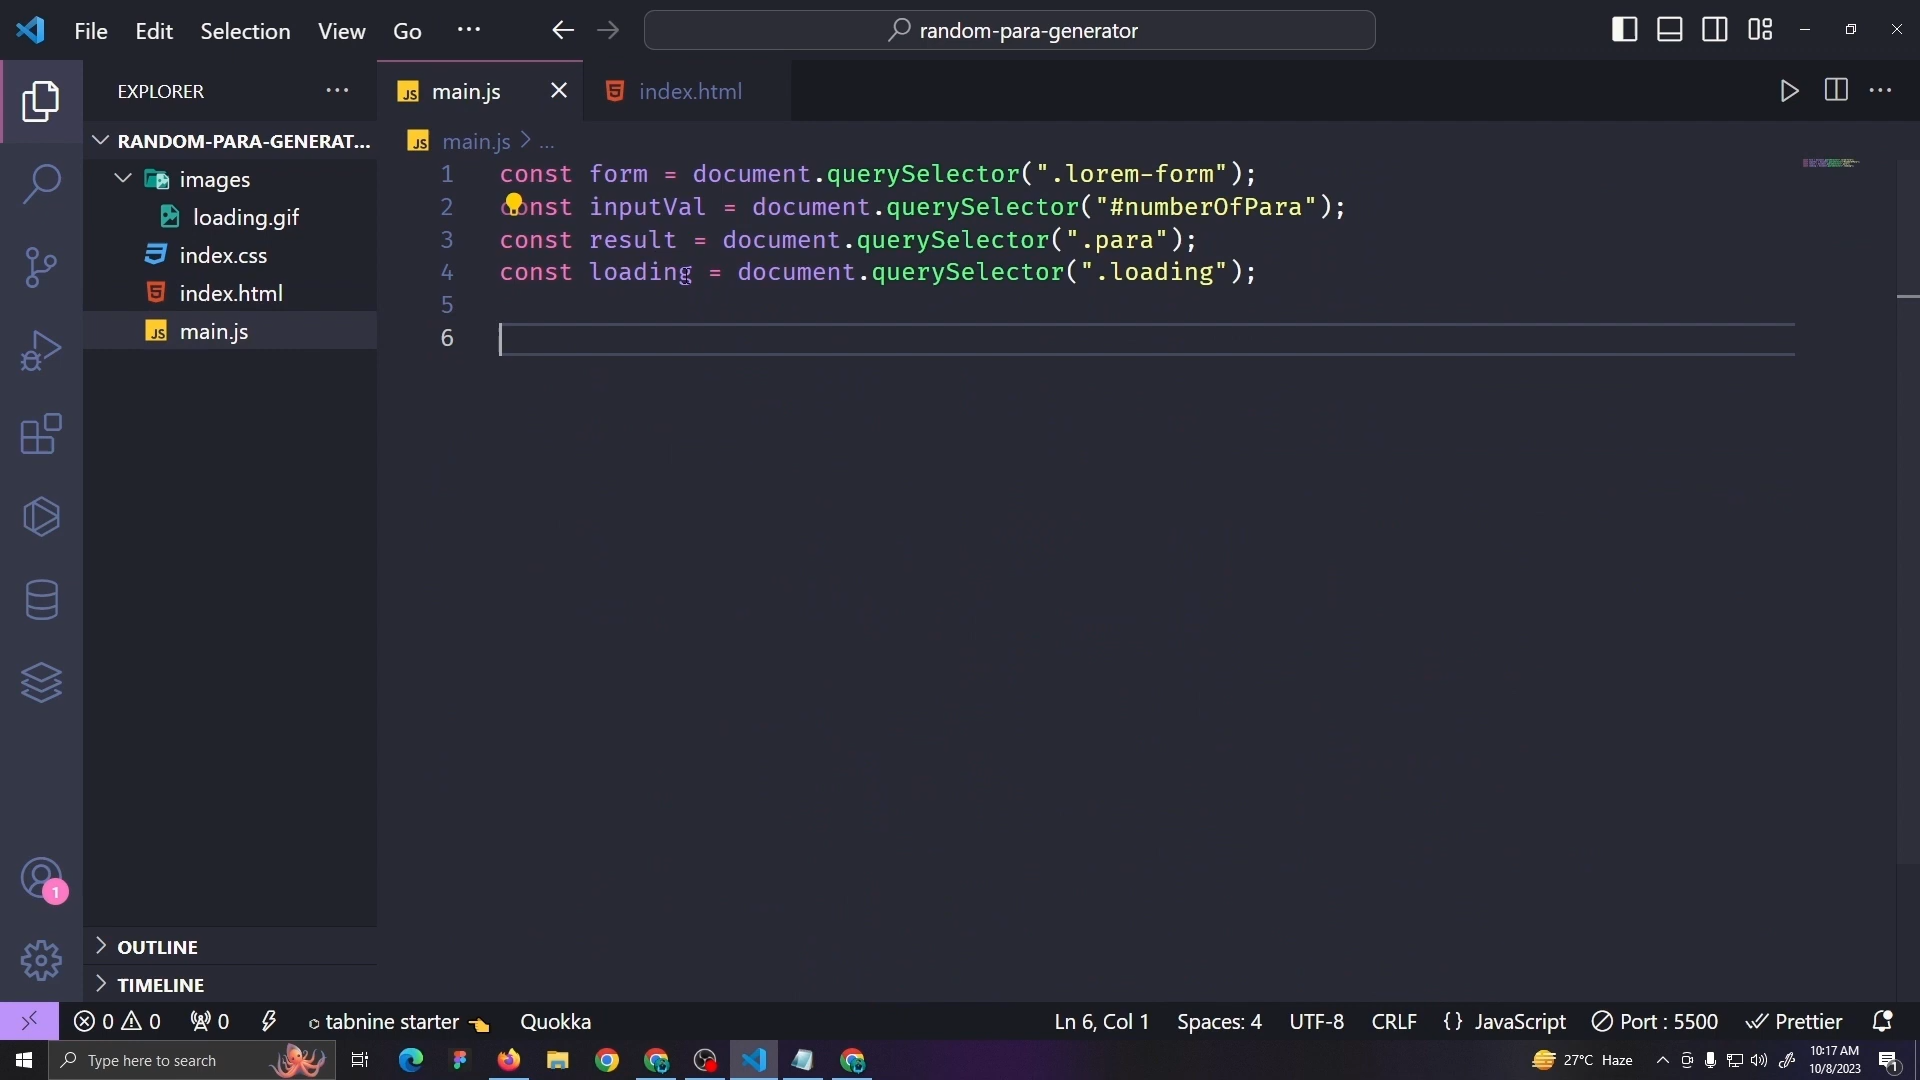 File Edit Selection View Go ··· random-para-generator
EXPLORER ··· main.js index.html
RANDOM-PARA-GENERAT...
images
loading.gif
index.css
index.html
main.js
main.js > ...
1 const form = document.querySelector(".lorem-form");
2 const inputVal = document.querySelector("#numberOfPara");
3 const result = document.querySelector(".para");
4 const loading = document.querySelector(".loading");
5
6
1
OUTLINE
TIMELINE
0 0 0 tabnine starter Quokka Ln 6, Col 1 Spaces: 4 UTF-8 CRLF {} JavaScript Port : 5500 Prettier
Type here to search 27°C Haze 10:17 AM 1
10/8/2023